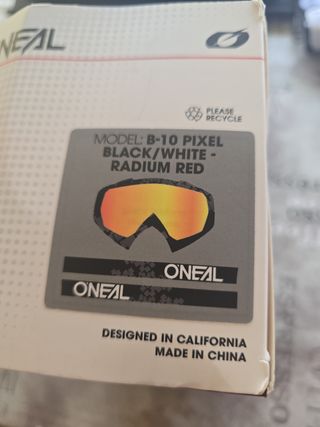 ONEAL
PLEASE
RECYCLE
MODEL: B-10 PIXEL
BLACK/WHITE -
RADIUM RED
ONEAL
ONEAL
DESIGNED IN CALIFORNIA
MADE IN CHINA